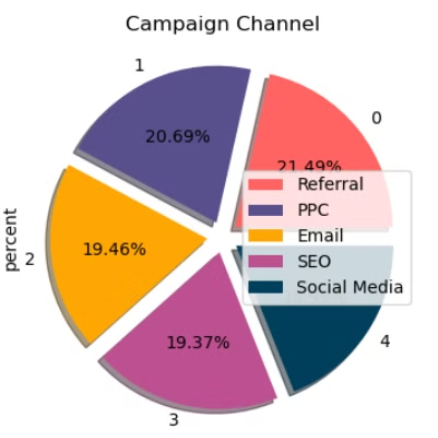 Campaign Channel
1
0
20.69%
21.49%
Referral
PPC
Email
SEO
Social Media
percent
2
19.46%
19.37%
4
3